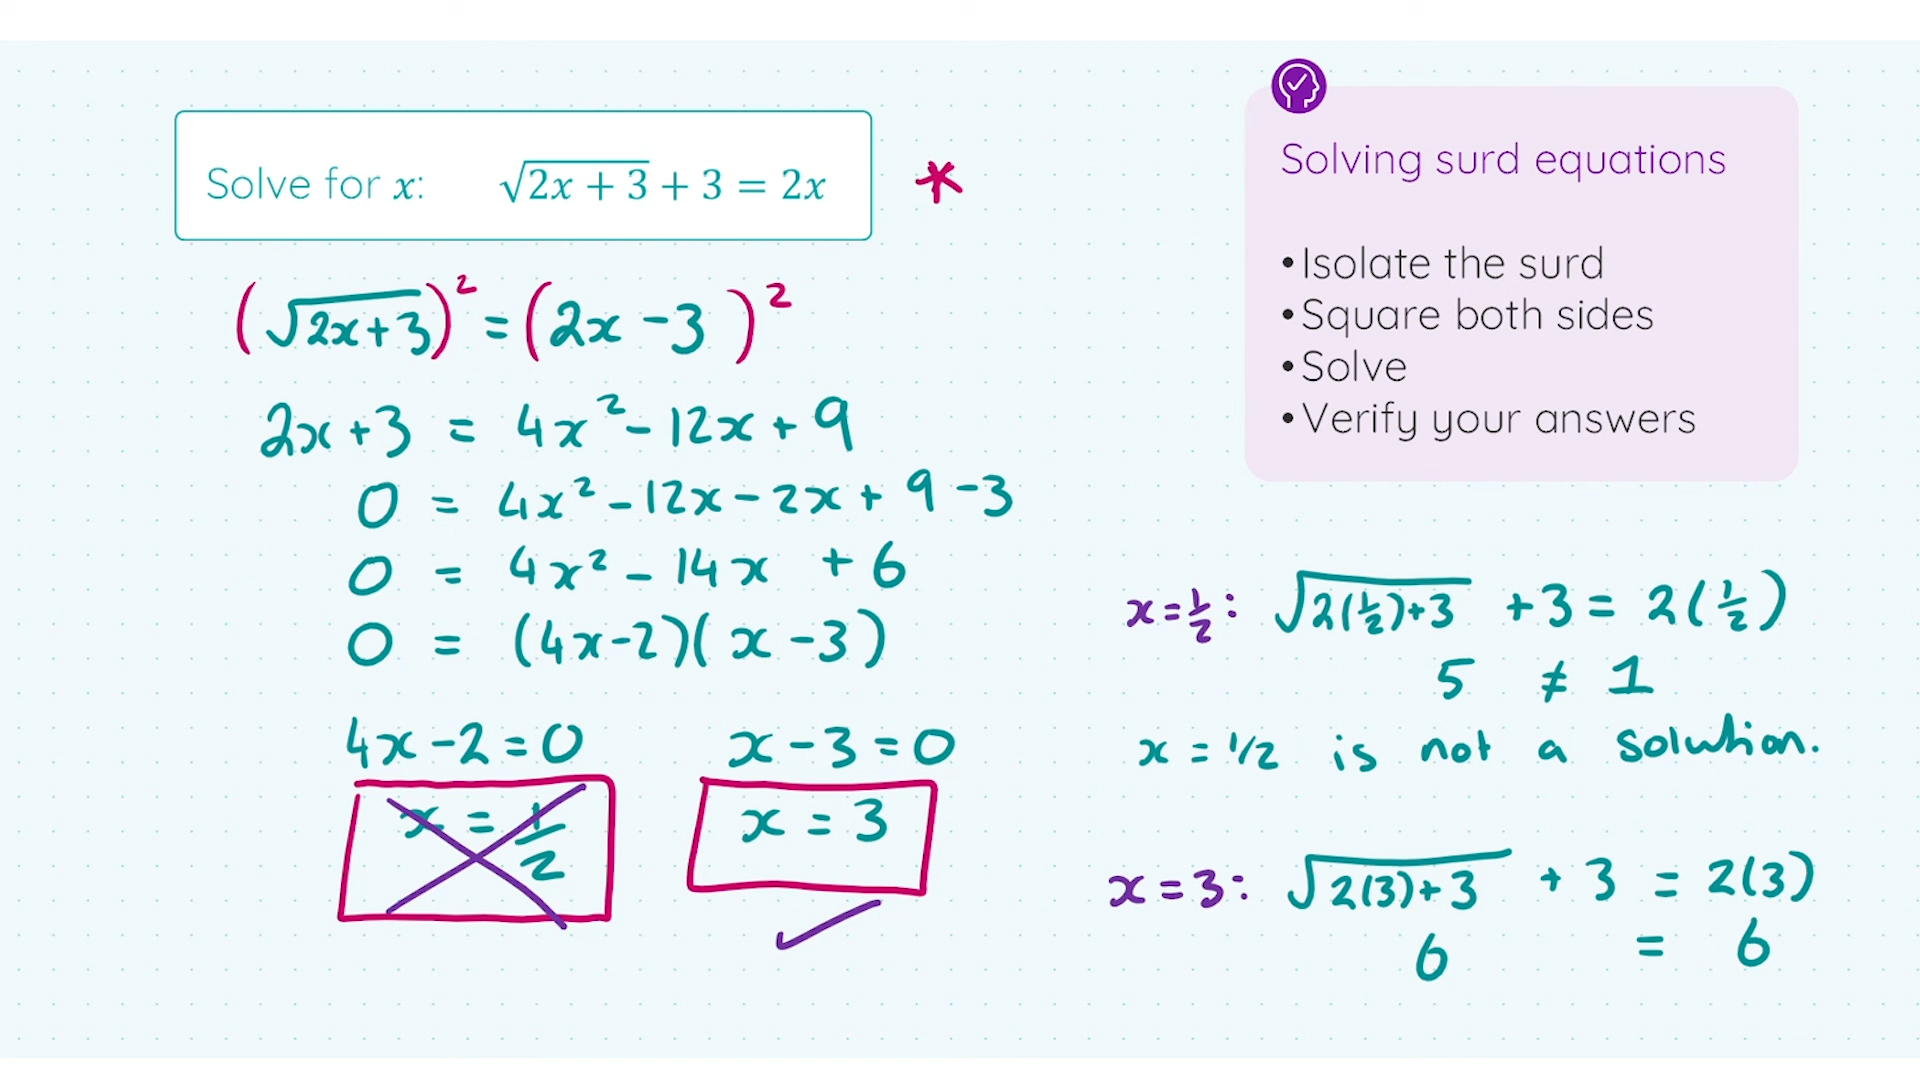 Solve for x: √2x + 3 + 3 = 2x *
(√2x+3)² = (2x - 3)²
2x + 3 = 4x² - 12x + 9
0 = 4x² - 12x - 2x + 9 - 3
0 = 4x² - 14x + 6
0 = (4x-2)(x-3)
4x - 2 = 0
x = 1/2
x - 3 = 0
x = 3
Solving surd equations
• Isolate the surd
• Square both sides
• Solve
• Verify your answers
x = 1/2: √2(1/2)+3 + 3 = 2(1/2)
5 ≠ 1
x = 1/2 is not a solution.
x = 3: √2(3)+3 + 3 = 2(3)
6 = 6